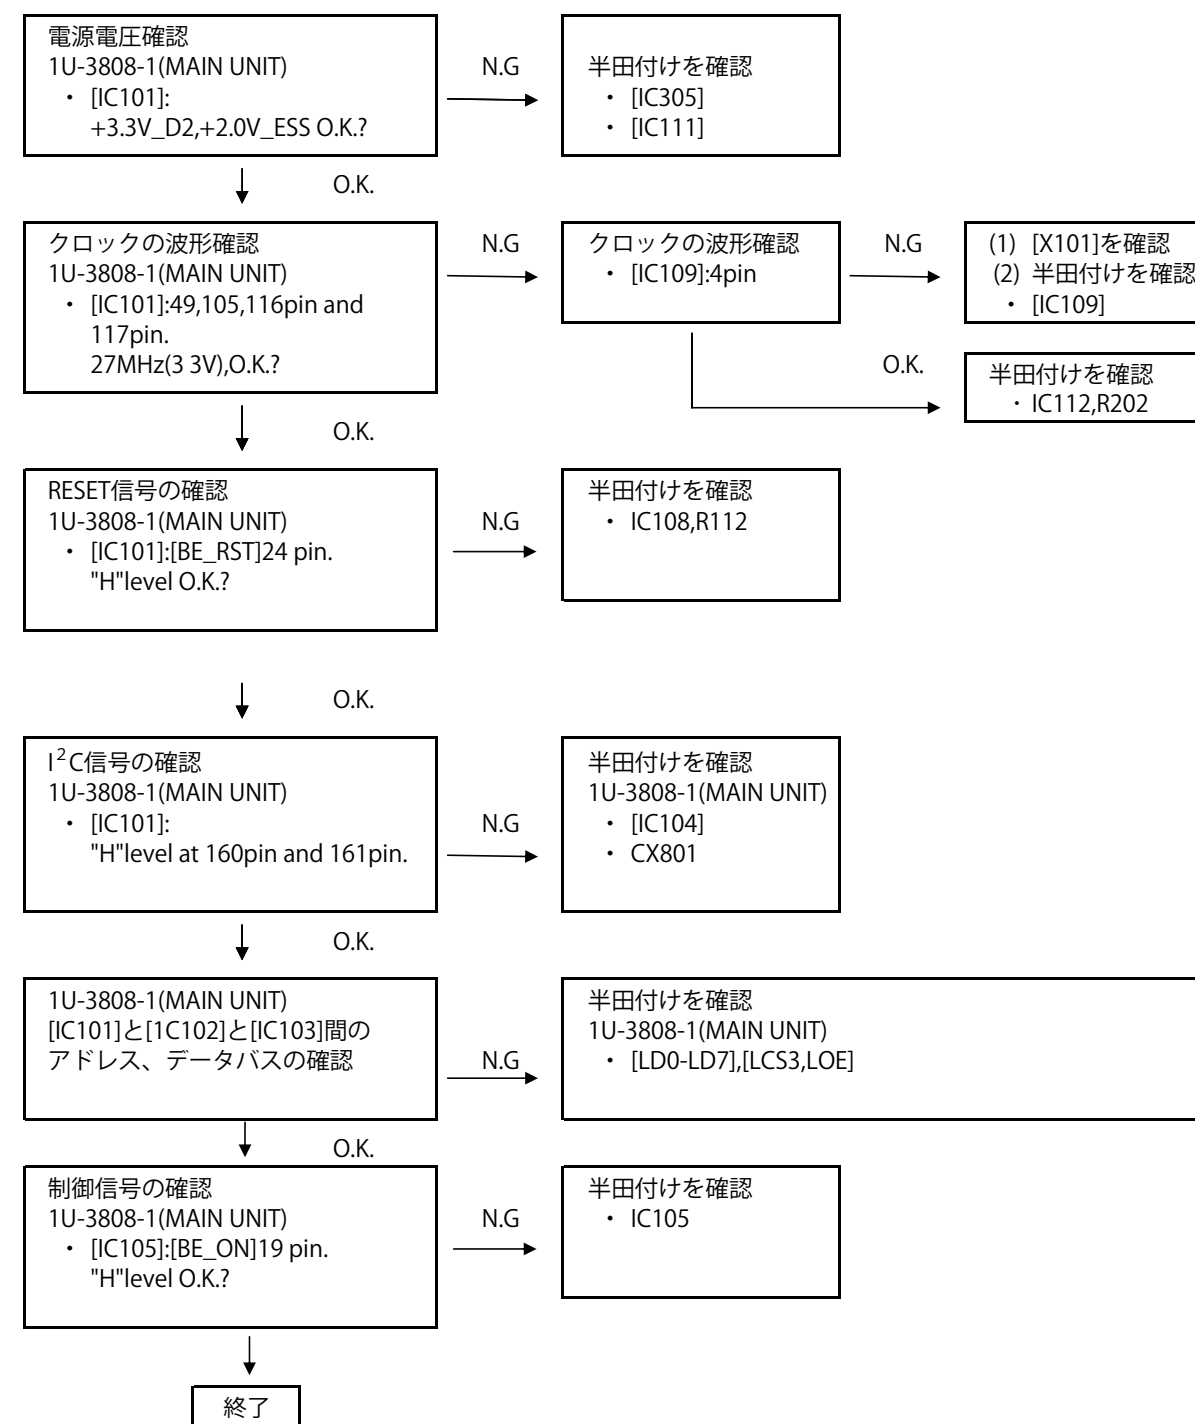 電源電圧確認
1U-3808-1(MAIN UNIT)
・ [IC101]:
+3.3V_D2,+2.0V_ESS O.K.?
N.G
半田付けを確認
・ [IC305]
・ [IC111]
O.K.
クロックの波形確認
1U-3808-1(MAIN UNIT)
・ [IC101]:49,105,116pin and
117pin.
27MHz(3 3V),O.K.?
N.G
クロックの波形確認
・ [IC109]:4pin
N.G
(1) [X101]を確認
(2) 半田付けを確認
・ [IC109]
O.K.
半田付けを確認
・ IC112,R202
O.K.
RESET信号の確認
1U-3808-1(MAIN UNIT)
・ [IC101]:[BE_RST]24 pin.
"H"level O.K.?
N.G
半田付けを確認
・ IC108,R112
O.K.
I²C信号の確認
1U-3808-1(MAIN UNIT)
・ [IC101]:
"H"level at 160pin and 161pin.
N.G
半田付けを確認
1U-3808-1(MAIN UNIT)
・ [IC104]
・ CX801
O.K.
1U-3808-1(MAIN UNIT)
[IC101]と[1C102]と[IC103]間の
アドレス、データバスの確認
N.G
半田付けを確認
1U-3808-1(MAIN UNIT)
・ [LD0-LD7],[LCS3,LOE]
O.K.
制御信号の確認
1U-3808-1(MAIN UNIT)
・ [IC105]:[BE_ON]19 pin.
"H"level O.K.?
N.G
半田付けを確認
・ IC105
終了